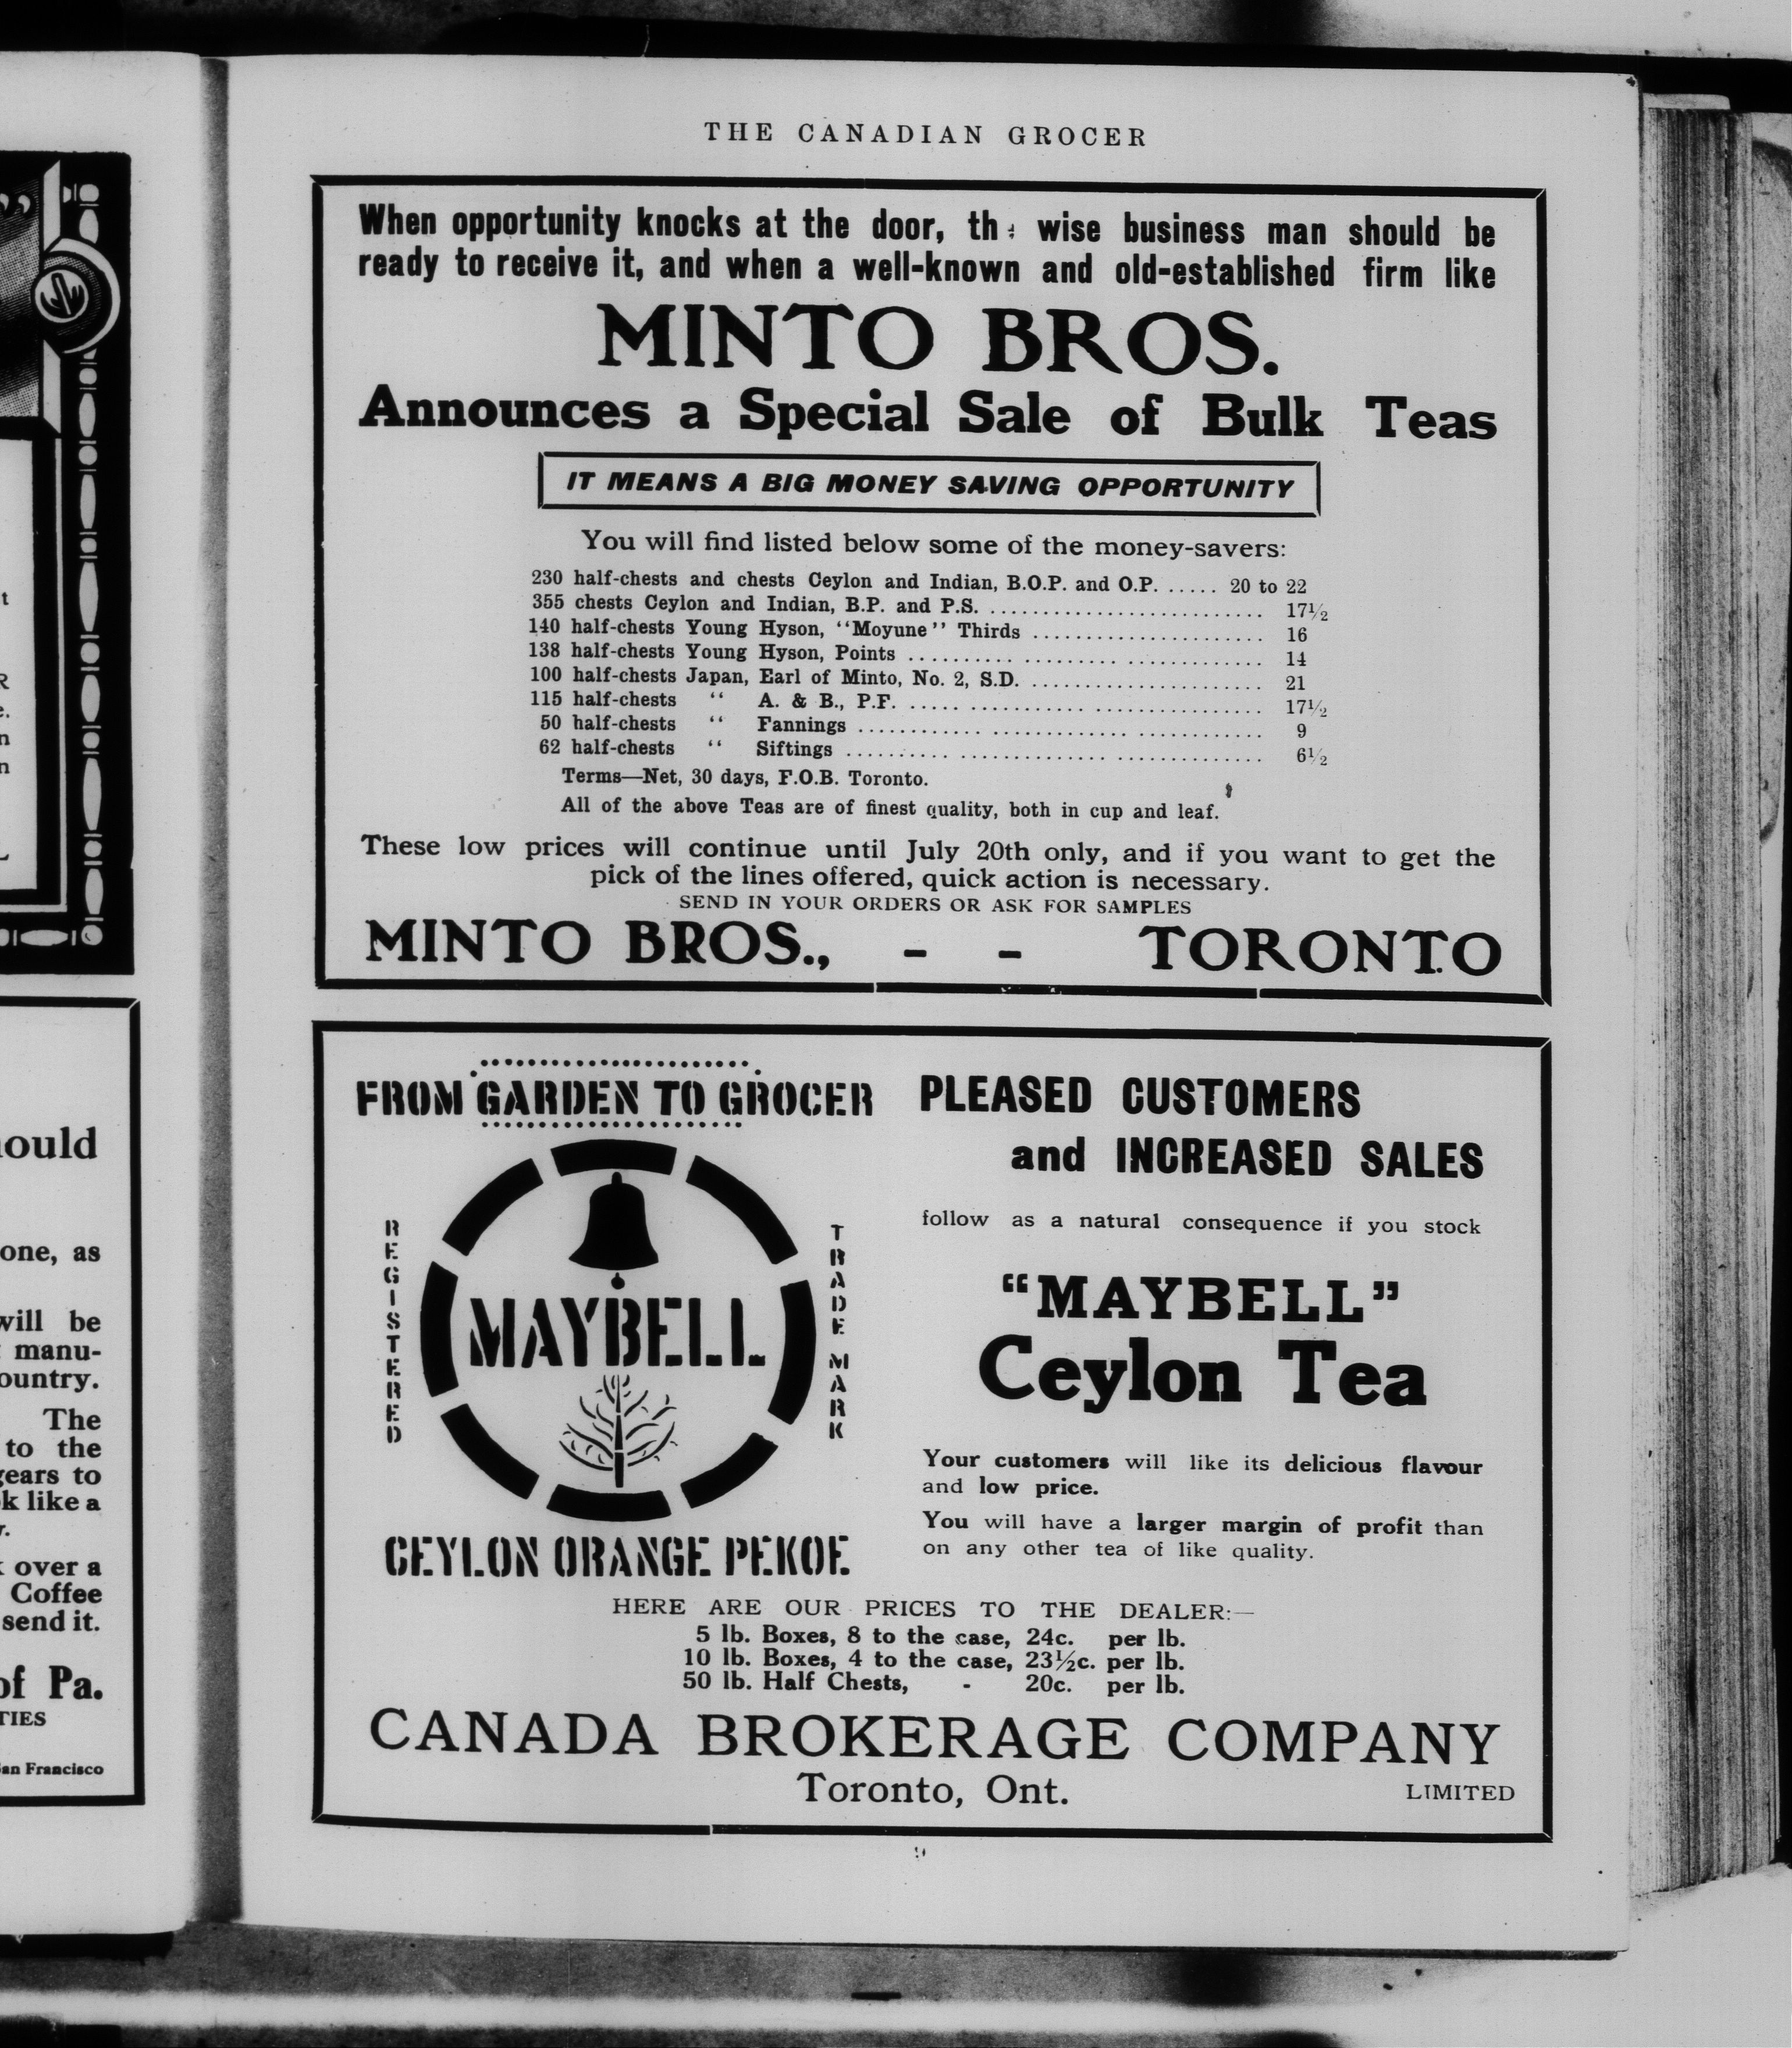 THE CANADIAN GROCER
When opportunity knocks at the door, th wise business man should be
ready to receive it, and when a well-known and old-established firm like
MINTO BROS.
Announces a Special Sale of Bulk Teas
IT MEANS A BIG MONEY SAVING OPPORTUNITY
You will find listed below some of the money-savers:
230 half-chests and chests Ceylon and Indian, B.O.P. and O.P. ..... 20 to 22
355 chests Ceylon and Indian, B.P. and P.S. ........................... 17½
140 half-chests Young Hyson, “Moyune” Thirds ....................... 16
138 half-chests Young Hyson, Points .......... ......... ............. 14
100 half-chests Japan, Earl of Minto, No. 2, S.D. ....................... 21
115 half-chests “ A. & B., P.F. ..... ............ ............. 17½
50 half-chests “ Fannings ............ ............. ............ 9
62 half-chests “ Siftings .......... ............. .............. 6½
Terms—Net, 30 days, F.O.B. Toronto.
All of the above Teas are of finest quality, both in cup and leaf.
These low prices will continue until July 20th only, and if you want to get the
pick of the lines offered, quick action is necessary.
SEND IN YOUR ORDERS OR ASK FOR SAMPLES
MINTO BROS., - - TORONTO
FROM GARDEN TO GROCER
REGISTERED
MAYBELL
TRADE MARK
CEYLON ORANGE PEKOE
PLEASED CUSTOMERS
and INCREASED SALES
follow as a natural consequence if you stock
“MAYBELL”
Ceylon Tea
Your customers will like its delicious flavour
and low price.
You will have a larger margin of profit than
on any other tea of like quality.
HERE ARE OUR PRICES TO THE DEALER:—
5 lb. Boxes, 8 to the case, 24c. per lb.
10 lb. Boxes, 4 to the case, 23½c. per lb.
50 lb. Half Chests, - 20c. per lb.
CANADA BROKERAGE COMPANY
Toronto, Ont. LIMITED
one, as
will be
manu-
The
to the
like a
over a
Coffee
send it.
of Pa.
San Francisco